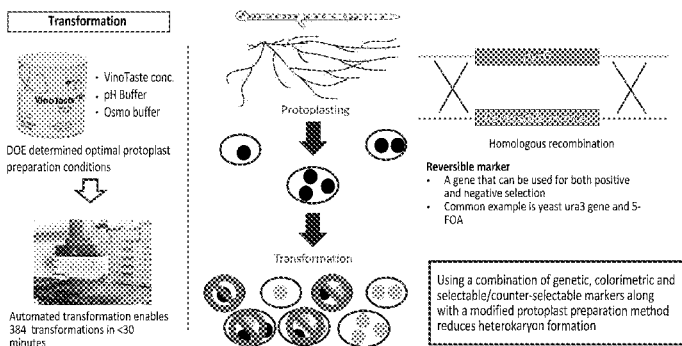 Transformation
VinoTaste
• VinoTaste conc.
• pH Buffer
• Osmo buffer
DOE determined optimal protoplast
preparation conditions
Automated transformation enables
384 transformations in <30
minutes
Protoplasting
Transformation
Homologous recombination
Reversible marker
• A gene that can be used for both positive
and negative selection
• Common example is yeast ura3 gene and 5-
FOA
Using a combination of genetic, colorimetric and
selectable/counter-selectable markers along
with a modified protoplast preparation method
reduces heterokaryon formation